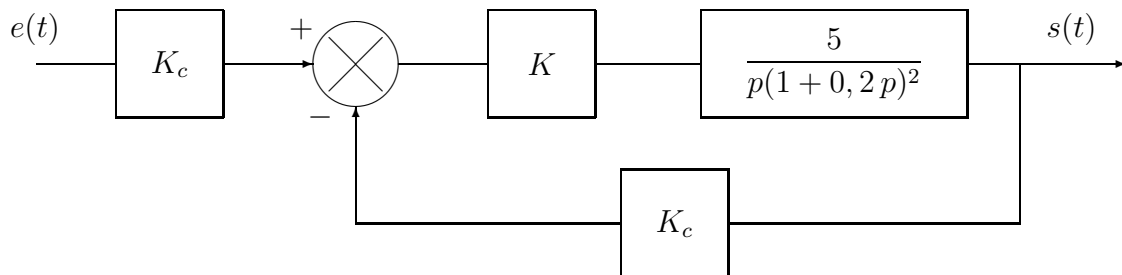 e(t)
K_c
+
−
K
5
p(1 + 0, 2 p)^2
s(t)
K_c